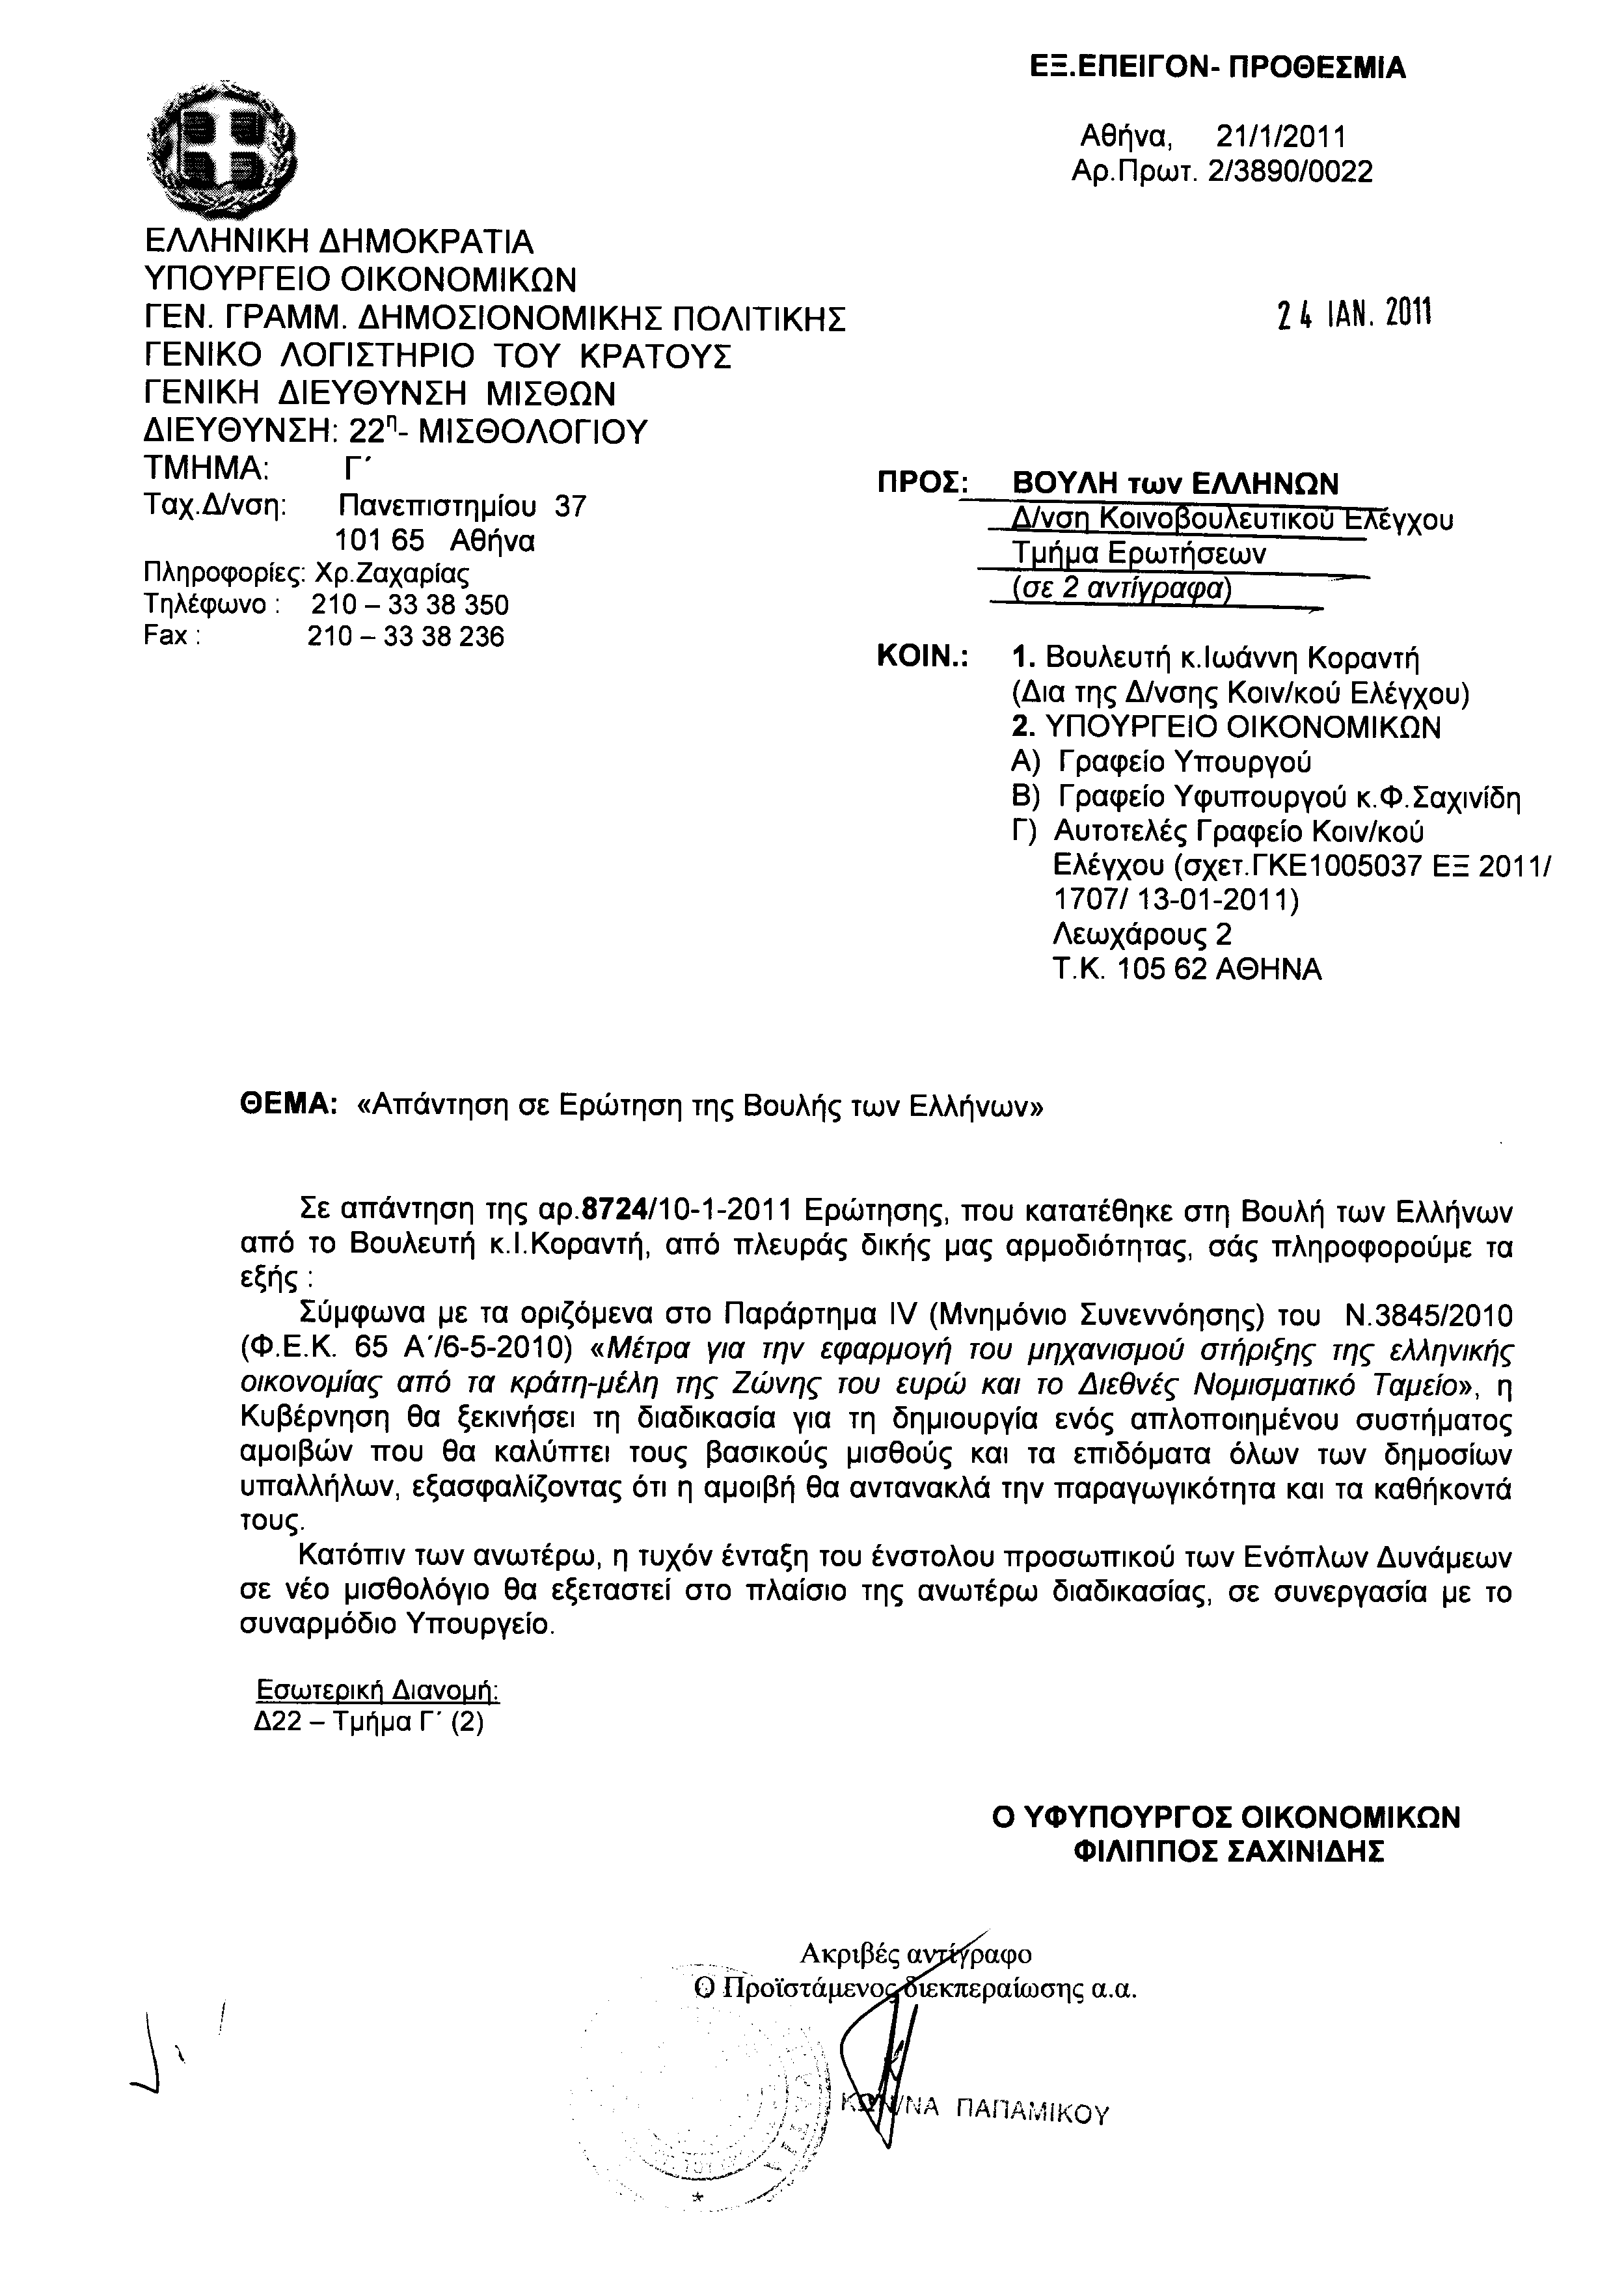 ΕΞ.ΕΠΕΙΓΟΝ- ΠΡΟΘΕΣΜΙΑ
Αθήνα, 21/1/2011
Αρ.Πρωτ. 2/3890/0022
ΕΛΛΗΝΙΚΗ ΔΗΜΟΚΡΑΤΙΑ
ΥΠΟΥΡΓΕΙΟ ΟΙΚΟΝΟΜΙΚΩΝ
ΓΕΝ. ΓΡΑΜΜ. ΔΗΜΟΣΙΟΝΟΜΙΚΗΣ ΠΟΛΙΤΙΚΗΣ
ΓΕΝΙΚΟ ΛΟΓΙΣΤΗΡΙΟ ΤΟΥ ΚΡΑΤΟΥΣ
ΓΕΝΙΚΗ ΔΙΕΥΘΥΝΣΗ ΜΙΣΘΩΝ
ΔΙΕΥΘΥΝΣΗ: 22η- ΜΙΣΘΟΛΟΓΙΟΥ
ΤΜΗΜΑ: Γ΄
Ταχ.Δ/νση: Πανεπιστημίου 37
101 65 Αθήνα
Πληροφορίες: Χρ.Ζαχαρίας
Τηλέφωνο : 210 – 33 38 350
Fax : 210 – 33 38 236
24 ΙΑΝ. 2011
ΠΡΟΣ: ΒΟΥΛΗ των ΕΛΛΗΝΩΝ
Δ/νση Κοινοβουλευτικού Ελέγχου
Τμήμα Ερωτήσεων
(σε 2 αντίγραφα)
ΚΟΙΝ.: 1. Βουλευτή κ.Ιωάννη Κοραντή
(Δια της Δ/νσης Κοιν/κού Ελέγχου)
2. ΥΠΟΥΡΓΕΙΟ ΟΙΚΟΝΟΜΙΚΩΝ
Α) Γραφείο Υπουργού
Β) Γραφείο Υφυπουργού κ.Φ.Σαχινίδη
Γ) Αυτοτελές Γραφείο Κοιν/κού
Ελέγχου (σχετ.ΓΚΕ1005037 ΕΞ 2011/
1707/ 13-01-2011)
Λεωχάρους 2
Τ.Κ. 105 62 ΑΘΗΝΑ
ΘΕΜΑ: «Απάντηση σε Ερώτηση της Βουλής των Ελλήνων»
Σε απάντηση της αρ.8724/10-1-2011 Ερώτησης, που κατατέθηκε στη Βουλή των Ελλήνων
από το Βουλευτή κ.Ι.Κοραντή, από πλευράς δικής μας αρμοδιότητας, σάς πληροφορούμε τα
εξής :
Σύμφωνα με τα οριζόμενα στο Παράρτημα IV (Μνημόνιο Συνεννόησης) του Ν.3845/2010
(Φ.Ε.Κ. 65 Α΄/6-5-2010) «Μέτρα για την εφαρμογή του μηχανισμού στήριξης της ελληνικής
οικονομίας από τα κράτη-μέλη της Ζώνης του ευρώ και το Διεθνές Νομισματικό Ταμείο», η
Κυβέρνηση θα ξεκινήσει τη διαδικασία για τη δημιουργία ενός απλοποιημένου συστήματος
αμοιβών που θα καλύπτει τους βασικούς μισθούς και τα επιδόματα όλων των δημοσίων
υπαλλήλων, εξασφαλίζοντας ότι η αμοιβή θα αντανακλά την παραγωγικότητα και τα καθήκοντά
τους.
Κατόπιν των ανωτέρω, η τυχόν ένταξη του ένστολου προσωπικού των Ενόπλων Δυνάμεων
σε νέο μισθολόγιο θα εξεταστεί στο πλαίσιο της ανωτέρω διαδικασίας, σε συνεργασία με το
συναρμόδιο Υπουργείο.
Εσωτερική Διανομή:
Δ22 – Τμήμα Γ΄ (2)
Ο ΥΦΥΠΟΥΡΓΟΣ ΟΙΚΟΝΟΜΙΚΩΝ
ΦΙΛΙΠΠΟΣ ΣΑΧΙΝΙΔΗΣ
Ακριβές αντίγραφο
Ο Προϊστάμενος διεκπεραίωσης α.α.
ΚΩΝ/ΝΑ ΠΑΠΑΜΙΚΟΥ